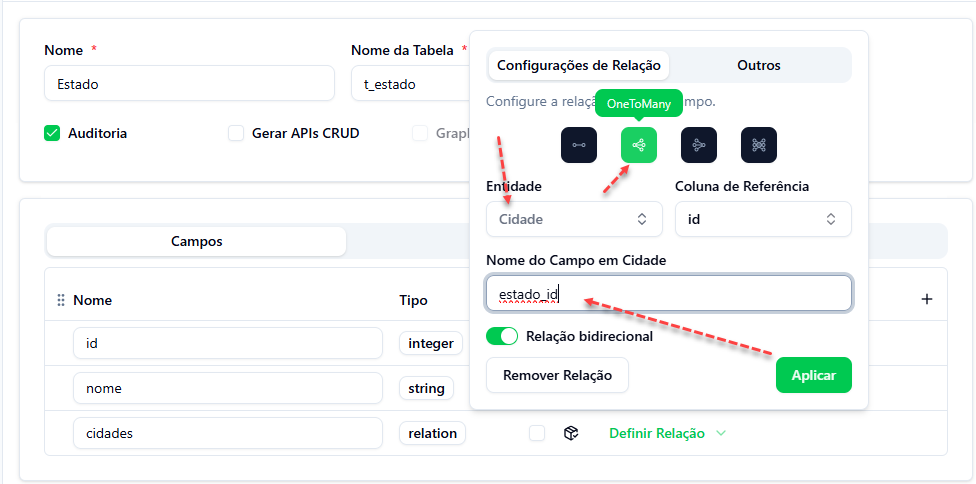 Nome *
Nome da Tabela *
Estado
t_estado
Auditoria
Gerar APIs CRUD
Graph
Configurações de Relação
Outros
Configure a relaçã
mpo.
OneToMany
Entidade
Coluna de Referência
Cidade
id
Nome do Campo em Cidade
estado_id
Relação bidirecional
Remover Relação
Aplicar
Campos
Nome
Tipo
id
integer
nome
string
cidades
relation
Definir Relação